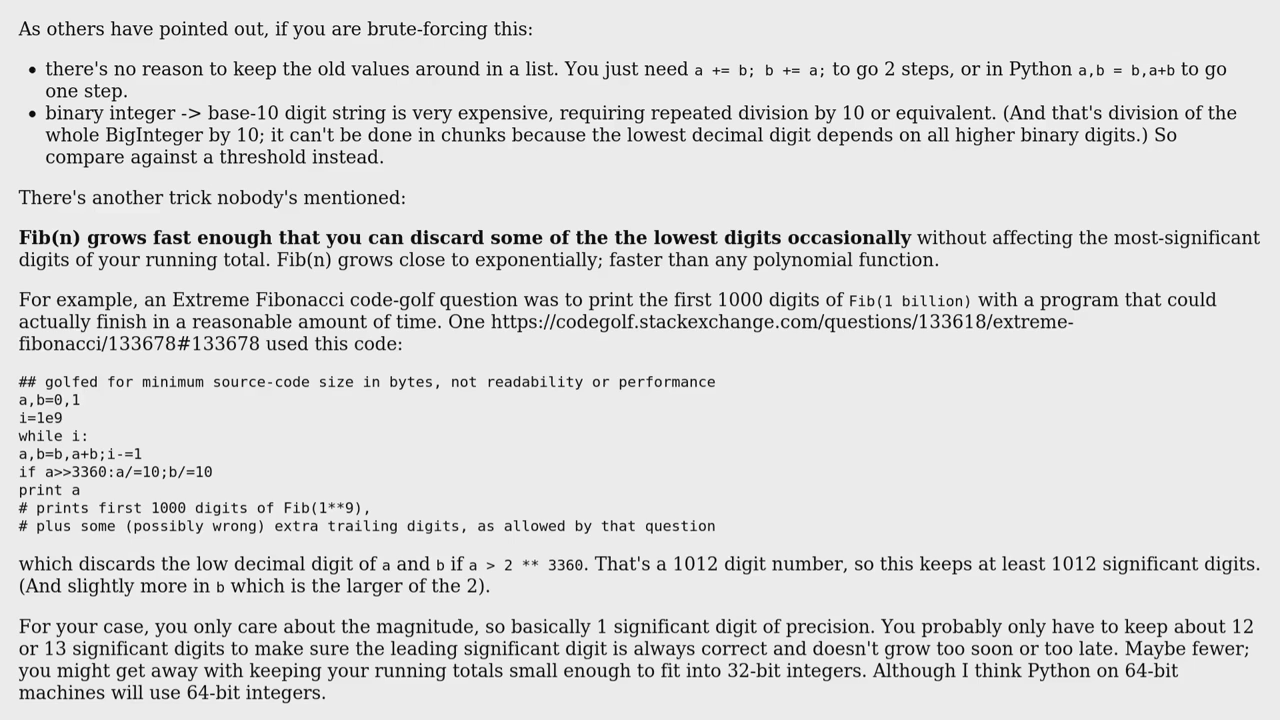 As others have pointed out, if you are brute-forcing this:
• there's no reason to keep the old values around in a list. You just need a += b; b += a; to go 2 steps, or in Python a,b = b,a+b to go
one step.
• binary integer -> base-10 digit string is very expensive, requiring repeated division by 10 or equivalent. (And that's division of the
whole BigInteger by 10; it can't be done in chunks because the lowest decimal digit depends on all higher binary digits.) So
compare against a threshold instead.
There's another trick nobody's mentioned:
Fib(n) grows fast enough that you can discard some of the the lowest digits occasionally without affecting the most-significant
digits of your running total. Fib(n) grows close to exponentially; faster than any polynomial function.
For example, an Extreme Fibonacci code-golf question was to print the first 1000 digits of Fib(1 billion) with a program that could
actually finish in a reasonable amount of time. One https://codegolf.stackexchange.com/questions/133618/extreme-
fibonacci/133678#133678 used this code:
## golfed for minimum source-code size in bytes, not readability or performance
a,b=0,1
i=1e9
while i:
a,b=b,a+b;i-=1
if a>>3360:a/=10;b/=10
print a
# prints first 1000 digits of Fib(1**9),
# plus some (possibly wrong) extra trailing digits, as allowed by that question
which discards the low decimal digit of a and b if a > 2 ** 3360. That's a 1012 digit number, so this keeps at least 1012 significant digits.
(And slightly more in b which is the larger of the 2).
For your case, you only care about the magnitude, so basically 1 significant digit of precision. You probably only have to keep about 12
or 13 significant digits to make sure the leading significant digit is always correct and doesn't grow too soon or too late. Maybe fewer;
you might get away with keeping your running totals small enough to fit into 32-bit integers. Although I think Python on 64-bit
machines will use 64-bit integers.